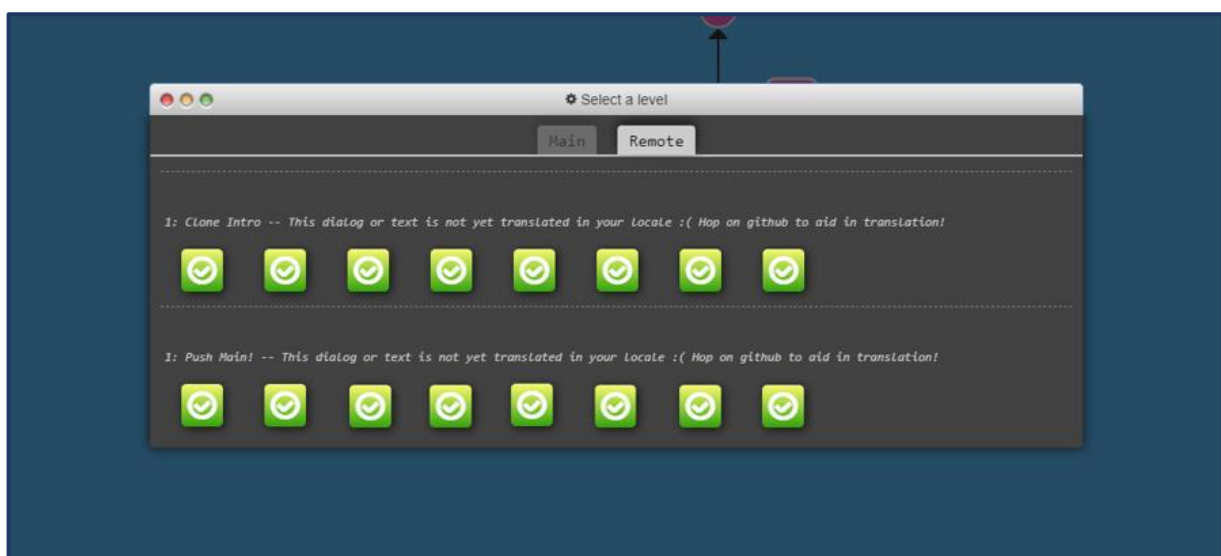 Select a level
Main
Remote
1: Clone Intro -- This dialog or text is not yet translated in your locale :( Hop on github to aid in translation!
1: Push Main! -- This dialog or text is not yet translated in your locale :( Hop on github to aid in translation!